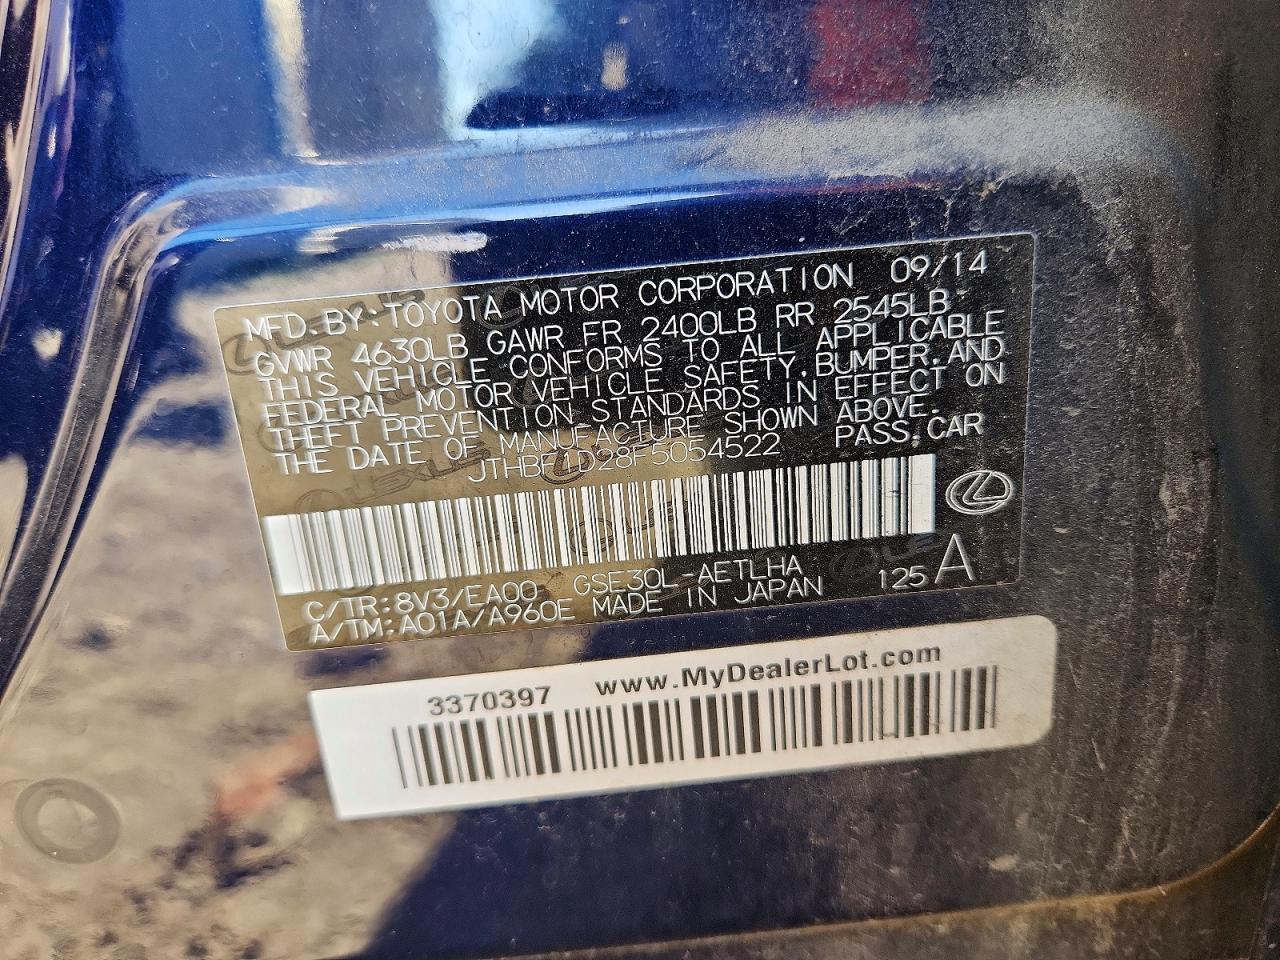 MFD.BY:TOYOTA MOTOR CORPORATION 09/14
GVWR 4630LB GAWR FR 2400LB RR 2545LB
THIS VEHICLE CONFORMS TO ALL APPLICABLE
FEDERAL MOTOR VEHICLE SAFETY,BUMPER,AND
THEFT PREVENTION STANDARDS IN EFFECT ON
THE DATE OF MANUFACTURE SHOWN ABOVE.
JTHBF1D28F5054522 PASS.CAR
C/TR:8V3/EA00 GSE30L-AETLHA
A/TM:A01A/A960E MADE IN JAPAN 125 A
3370397 www.MyDealerLot.com